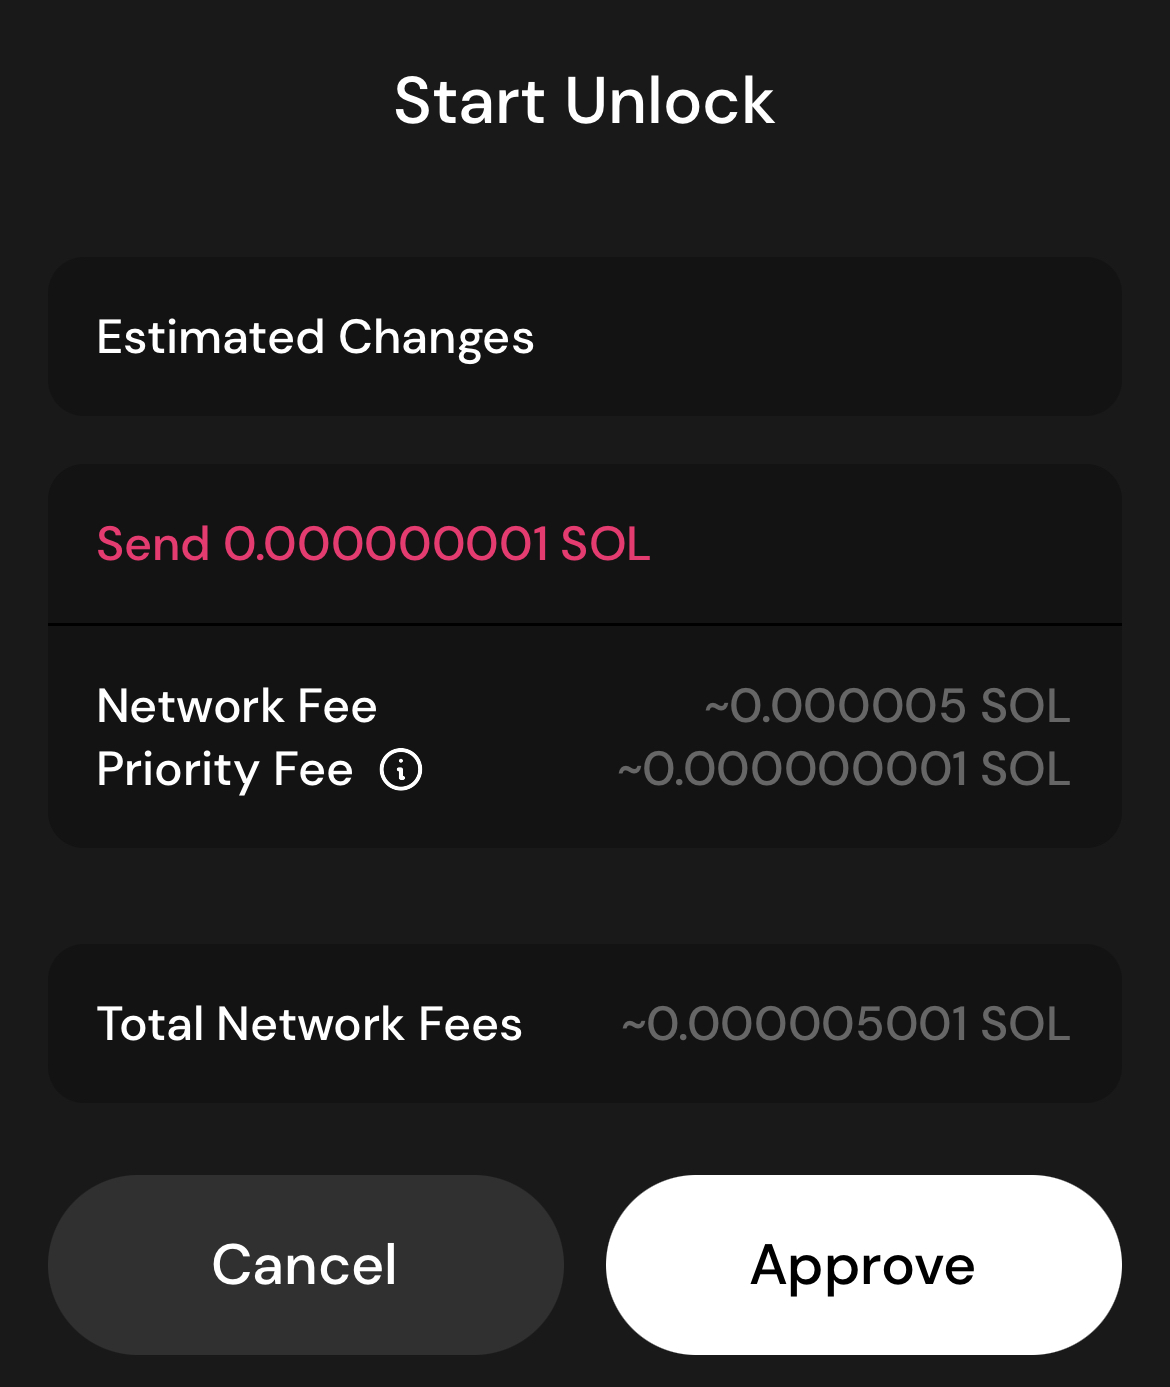 Start Unlock
Estimated Changes
Send 0.000000001 SOL
Network Fee ~0.000005 SOL
Priority Fee ~0.000000001 SOL
Total Network Fees ~0.000005001 SOL
Cancel Approve